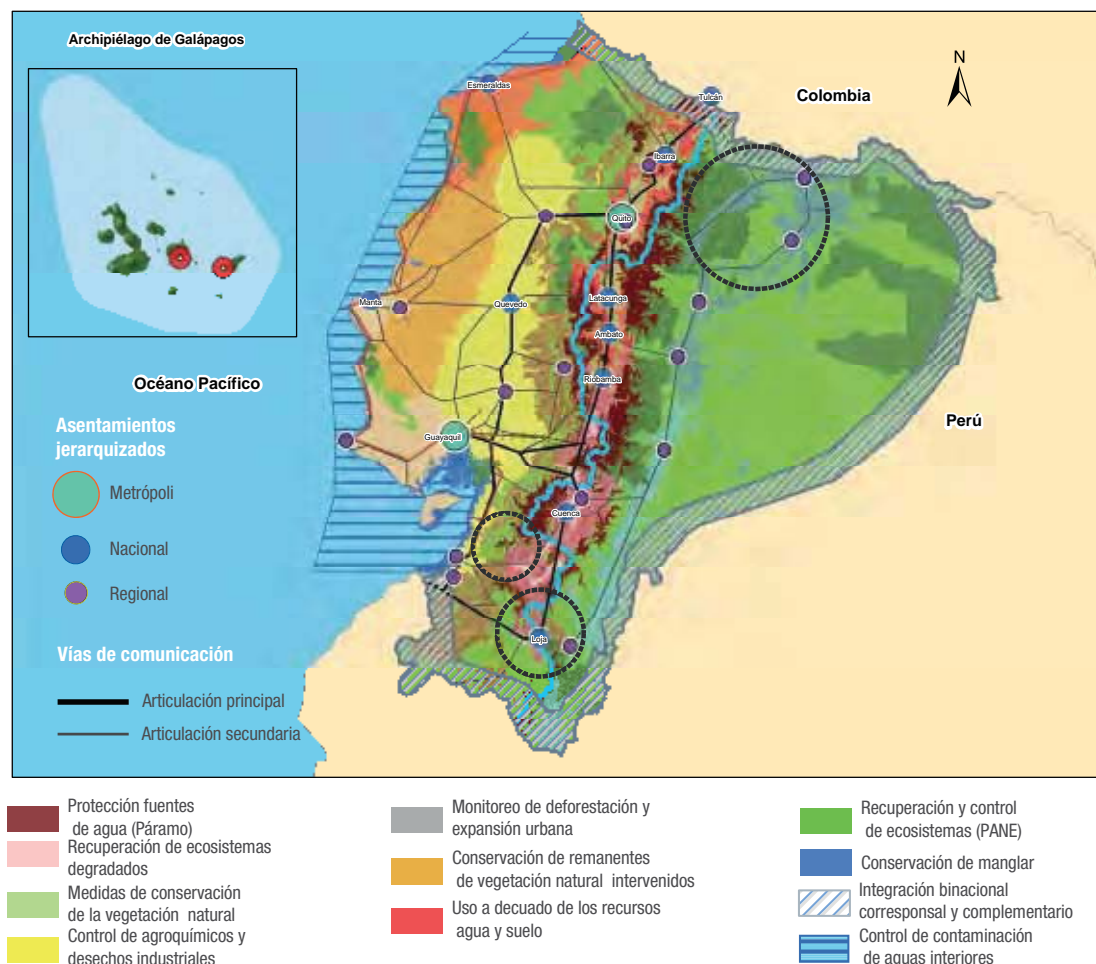 Archipiélago de Galápagos
N
Colombia
Esmeraldas
Tulcán
Ibarra
Quito
Manta
Quevedo
Latacunga
Ambato
Riobamba
Océano Pacífico
Perú
Guayaquil
Cuenca
Loja
Asentamientos
jerarquizados
Metrópoli
Nacional
Regional
Vías de comunicación
Articulación principal
Articulación secundaria
Protección fuentes
de agua (Páramo)
Recuperación de ecosistemas
degradados
Medidas de conservación
de la vegetación natural
Control de agroquímicos y
desechos industriales
Monitoreo de deforestación y
expansión urbana
Conservación de remanentes
de vegetación natural intervenidos
Uso a decuado de los recursos
agua y suelo
Recuperación y control
de ecosistemas (PANE)
Conservación de manglar
Integración binacional
corresponsal y complementario
Control de contaminación
de aguas interiores